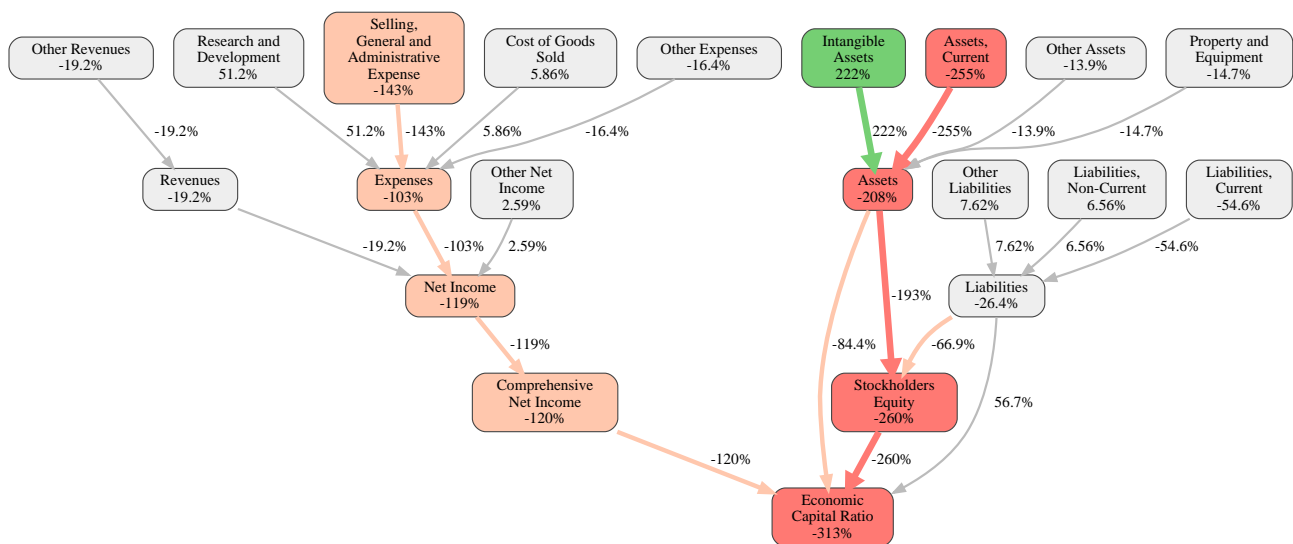 Other Revenues
-19.2%
Research and
Development
51.2%
Selling,
General and
Administrative
Expense
-143%
Cost of Goods
Sold
5.86%
Other Expenses
-16.4%
Intangible
Assets
222%
Assets,
Current
-255%
Other Assets
-13.9%
Property and
Equipment
-14.7%
-19.2%
51.2%
-143%
5.86%
-16.4%
222%
-255%
-13.9%
-14.7%
Revenues
-19.2%
Expenses
-103%
Other Net
Income
2.59%
Assets
-208%
Other
Liabilities
7.62%
Liabilities,
Non-Current
6.56%
Liabilities,
Current
-54.6%
-19.2%
-103%
2.59%
7.62%
6.56%
-54.6%
Net Income
-119%
-193%
Liabilities
-26.4%
-119%
-84.4%
-66.9%
Comprehensive
Net Income
-120%
Stockholders
Equity
-260%
56.7%
-120%
-260%
Economic
Capital Ratio
-313%